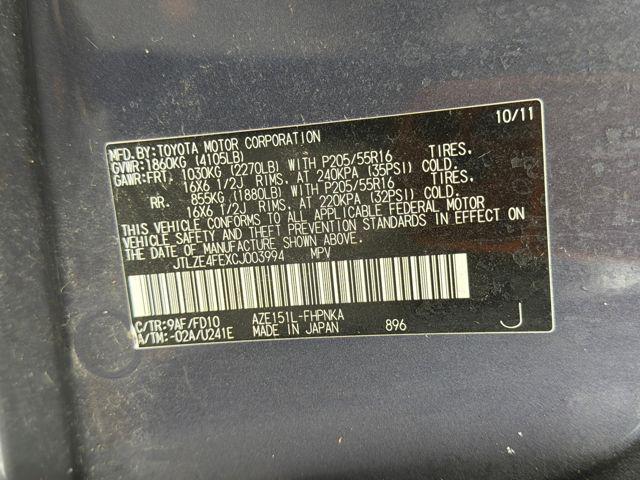 10/11
MFD. BY: TOYOTA MOTOR CORPORATION
GVWR: 1860KG (4105LB)
GAWR: FRT. 1030KG (2270LB) WITH P205/55R16 TIRES.
16X6 1/2J RIMS. AT 240KPA (35PSI) COLD.
RR. 855KG (1880LB) WITH P205/55R16 TIRES.
16X6 1/2J RIMS. AT 220KPA (32PSI) COLD.
THIS VEHICLE CONFORMS TO ALL APPLICABLE FEDERAL MOTOR
VEHICLE SAFETY AND THEFT PREVENTION STANDARDS IN EFFECT ON
THE DATE OF MANUFACTURE SHOWN ABOVE.
JTLZE4FEXCJ003994 MPV
C/TR: 9AF/FD10 AZE151L-FHPNKA
A/TM: -02A/U241E MADE IN JAPAN 896 J